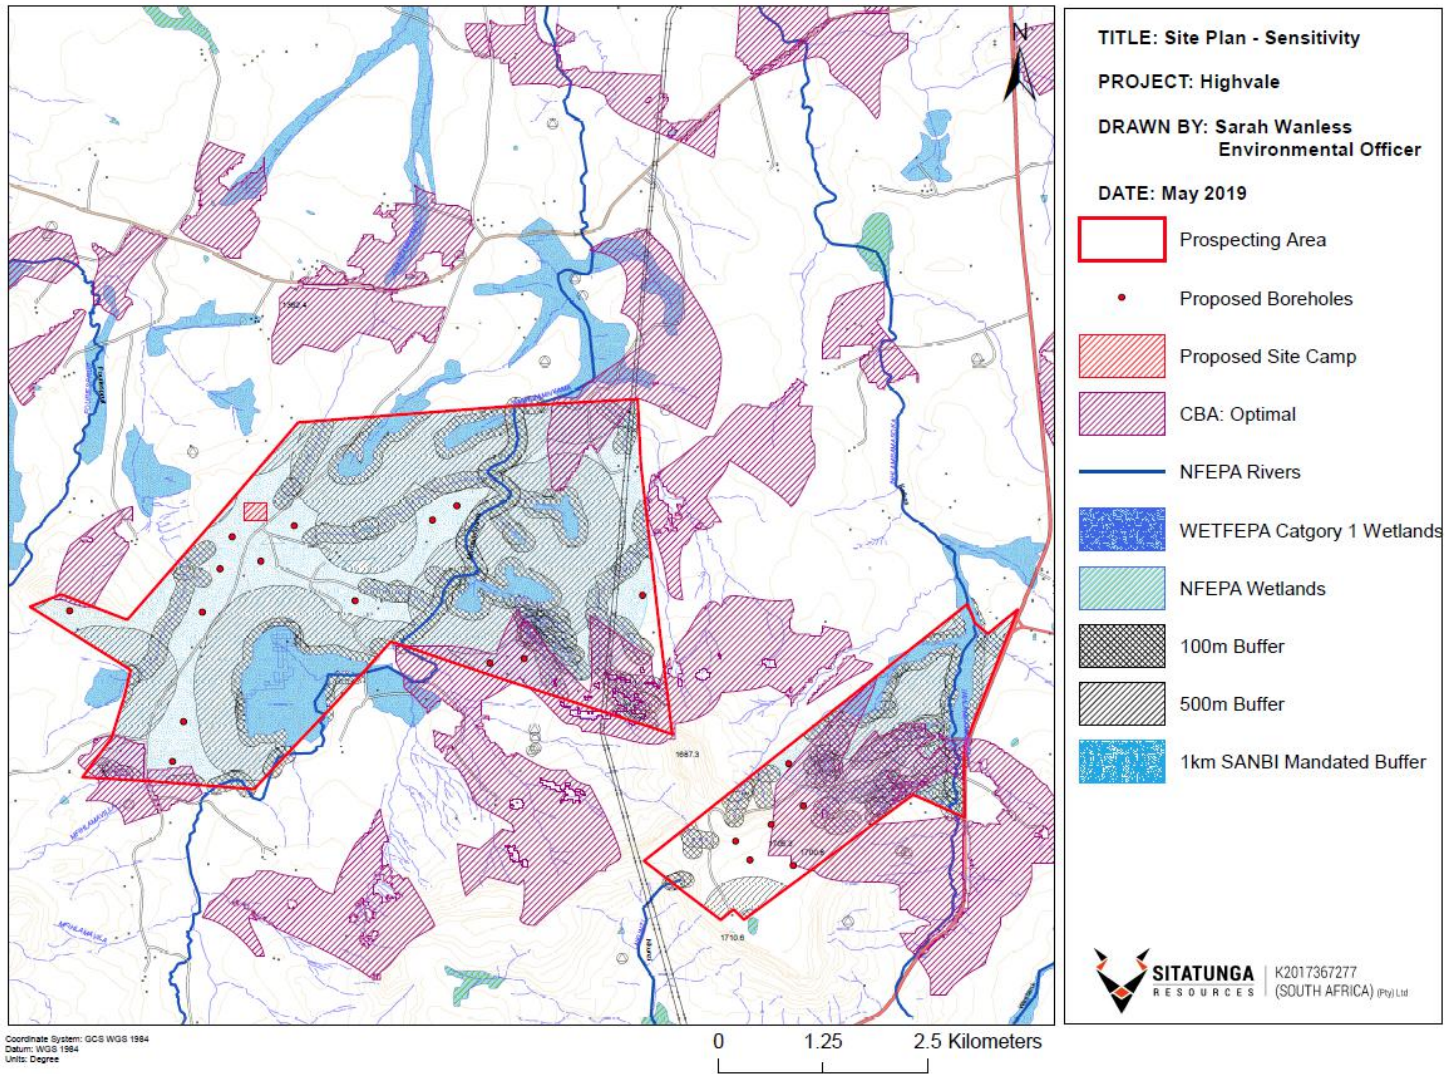 N
1362.4
1687.3
1710.6
TITLE: Site Plan - Sensitivity
PROJECT: Highvale
DRAWN BY: Sarah Wanless
Environmental Officer
DATE: May 2019
Prospecting Area
Proposed Boreholes
Proposed Site Camp
CBA: Optimal
NFEPA Rivers
WETFEPA Catgory 1 Wetlands
NFEPA Wetlands
100m Buffer
500m Buffer
1km SANBI Mandated Buffer
SITATUNGA
RESOURCES
K2017367277
(SOUTH AFRICA) (Pty) Ltd
Coordinate System: GCS WGS 1984
Datum: WGS 1984
Units: Degree
0 1.25 2.5 Kilometers